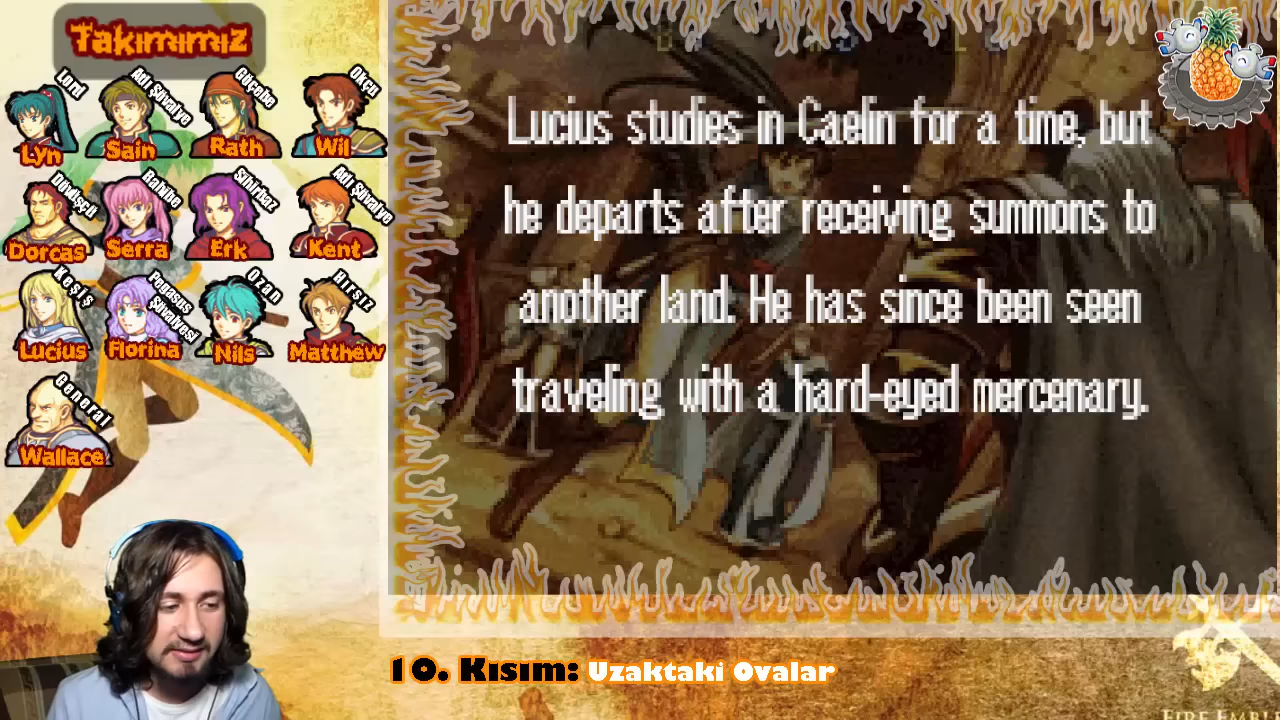 Takımımız
Lord
Atlı Şövalye
Göçebe
Okçu
Lyn
Sain
Rath
Wil
Dövüşçü
Rahibe
Sihirbaz
Atlı Şövalye
Dorcas
Serra
Erk
Kent
Keşiş
Pegasus
Şövalyesi
Ozan
Hırsız
Lucius
Florina
Nils
Matthew
General
Wallace
Lucius studies in Caelin for a time, but
he departs after receiving summons to
another land. He has since been seen
traveling with a hard-eyed mercenary.
10. Kısım: Uzaktaki Ovalar